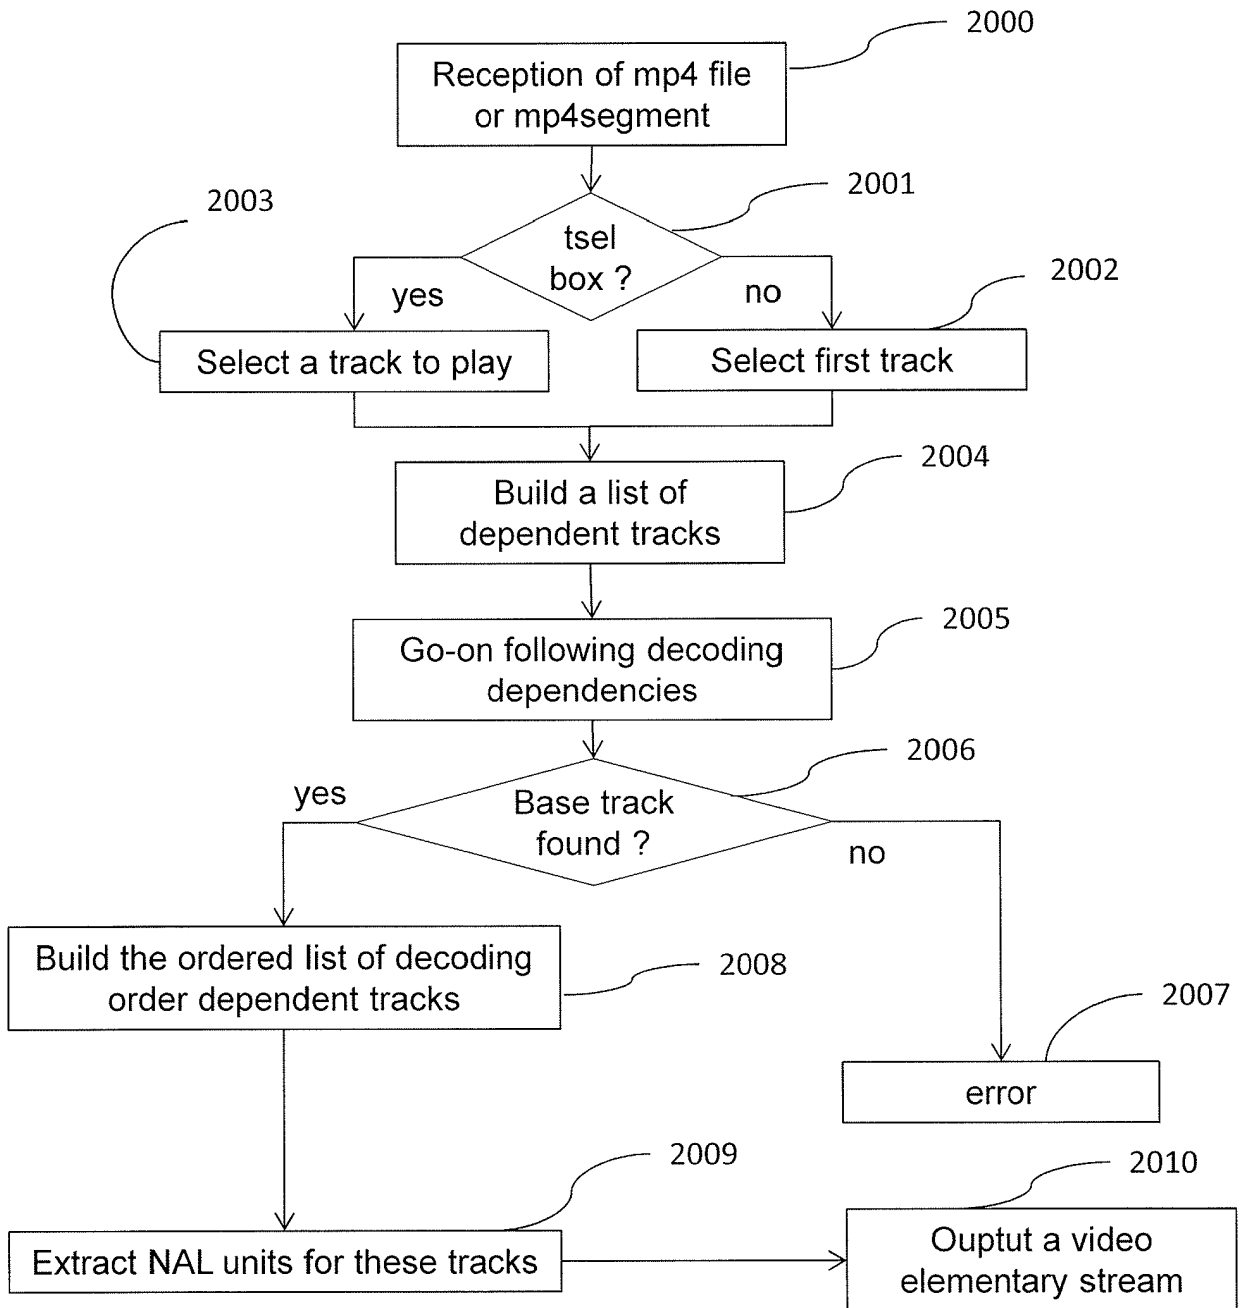 2000
Reception of mp4 file
or mp4segment
2001
2003
tsel
box ?
2002
yes
no
Select a track to play
Select first track
2004
Build a list of
dependent tracks
2005
Go-on following decoding
dependencies
2006
yes
Base track
found ?
no
Build the ordered list of decoding
order dependent tracks
2008
2007
error
2009
2010
Extract NAL units for these tracks
Ouptut a video
elementary stream